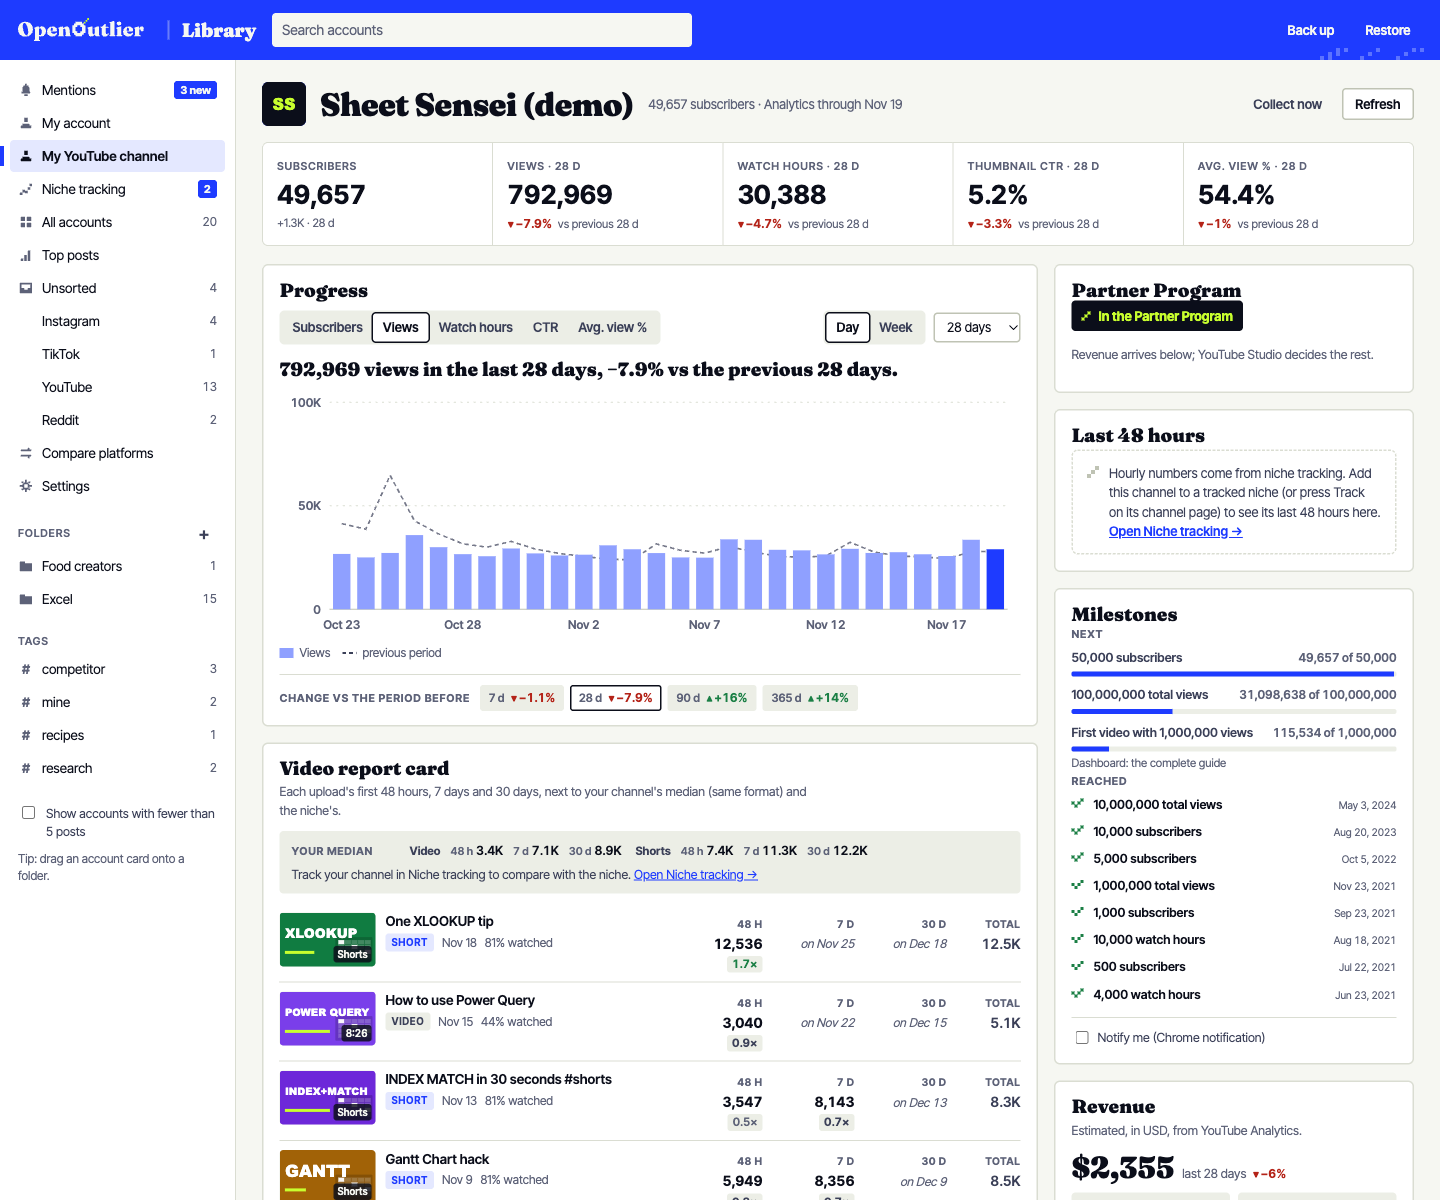 OpenOutlier
Library
Search accounts
Back up
Restore
Mentions
3 new
My account
My YouTube channel
Niche tracking
2
All accounts
20
Top posts
Unsorted
4
Instagram
4
TikTok
1
YouTube
13
Reddit
2
Compare platforms
Settings
FOLDERS
+
Food creators
1
Excel
15
TAGS
# competitor
3
# mine
2
# recipes
1
# research
2
Show accounts with fewer than
5 posts
Tip: drag an account card onto a
folder.
SS
Sheet Sensei (demo)
49,657 subscribers · Analytics through Nov 19
Collect now
Refresh
SUBSCRIBERS
49,657
+1.3K · 28 d
VIEWS · 28 D
792,969
▼−7.9% vs previous 28 d
WATCH HOURS · 28 D
30,388
▼−4.7% vs previous 28 d
THUMBNAIL CTR · 28 D
5.2%
▼−3.3% vs previous 28 d
AVG. VIEW % · 28 D
54.4%
▼−1% vs previous 28 d
Progress
Subscribers Views Watch hours CTR Avg. view %
Day Week
28 days
792,969 views in the last 28 days, −7.9% vs the previous 28 days.
100K
50K
0
Oct 23 Oct 28 Nov 2 Nov 7 Nov 12 Nov 17
Views previous period
CHANGE VS THE PERIOD BEFORE 7 d ▼−1.1% 28 d ▼−7.9% 90 d ▲+16% 365 d ▲+14%
Video report card
Each upload's first 48 hours, 7 days and 30 days, next to your channel's median (same format) and
the niche's.
YOUR MEDIAN Video 48 h 3.4K 7 d 7.1K 30 d 8.9K Shorts 48 h 7.4K 7 d 11.3K 30 d 12.2K
Track your channel in Niche tracking to compare with the niche. Open Niche tracking →
XLOOKUP
Shorts
One XLOOKUP tip
SHORT Nov 18 81% watched
48 H 7 D 30 D TOTAL
12,536 on Nov 25 on Dec 18 12.5K
1.7×
POWER QUERY
8:26
How to use Power Query
VIDEO Nov 15 44% watched
48 H 7 D 30 D TOTAL
3,040 on Nov 22 on Dec 15 5.1K
0.9×
INDEX+MATCH
Shorts
INDEX MATCH in 30 seconds #shorts
SHORT Nov 13 81% watched
48 H 7 D 30 D TOTAL
3,547 8,143 on Dec 13 8.3K
0.5× 0.7×
GANTT
Shorts
Gantt Chart hack
SHORT Nov 9 81% watched
48 H 7 D 30 D TOTAL
5,949 8,356 on Dec 9 8.5K
Partner Program
In the Partner Program
Revenue arrives below; YouTube Studio decides the rest.
Last 48 hours
Hourly numbers come from niche tracking. Add
this channel to a tracked niche (or press Track
on its channel page) to see its last 48 hours here.
Open Niche tracking →
Milestones
NEXT
50,000 subscribers 49,657 of 50,000
100,000,000 total views 31,098,638 of 100,000,000
First video with 1,000,000 views 115,534 of 1,000,000
Dashboard: the complete guide
REACHED
10,000,000 total views May 3, 2024
10,000 subscribers Aug 20, 2023
5,000 subscribers Oct 5, 2022
1,000,000 total views Nov 23, 2021
1,000 subscribers Sep 23, 2021
10,000 watch hours Aug 18, 2021
500 subscribers Jul 22, 2021
4,000 watch hours Jun 23, 2021
Notify me (Chrome notification)
Revenue
Estimated, in USD, from YouTube Analytics.
$2,355 last 28 days ▼−6%